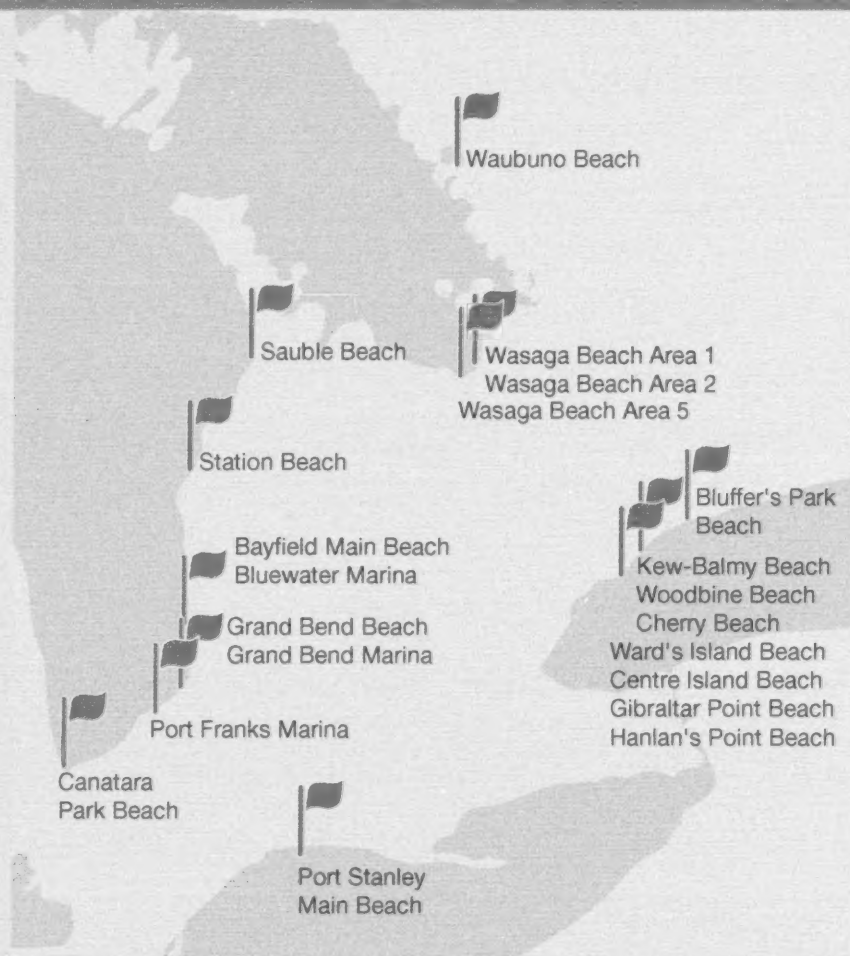 Waubuno Beach
Sauble Beach
Wasaga Beach Area 1
Wasaga Beach Area 2
Wasaga Beach Area 5
Station Beach
Bluffer's Park
Beach
Bayfield Main Beach
Bluewater Marina
Kew-Balmy Beach
Woodbine Beach
Cherry Beach
Ward's Island Beach
Centre Island Beach
Gibraltar Point Beach
Hanlan's Point Beach
Grand Bend Beach
Grand Bend Marina
Port Franks Marina
Canatara
Park Beach
Port Stanley
Main Beach